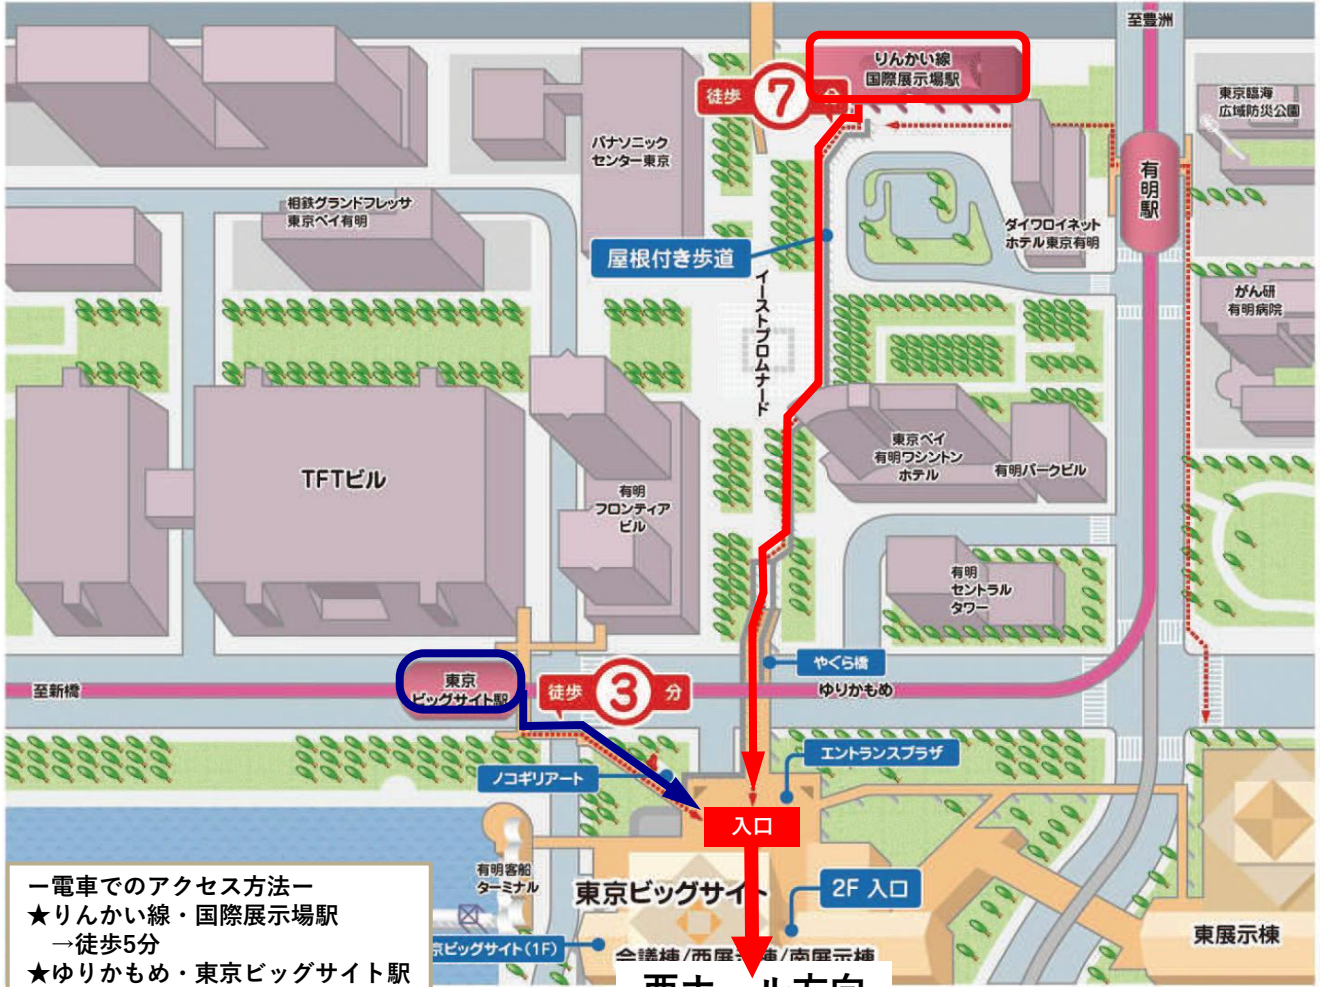 至豊洲
りんかい線
国際展示場駅
徒歩 7 分
東京臨海
広域防災公園
パナソニック
センター東京
有明駅
相鉄グランドフレッサ
東京ベイ有明
ダイワロイネット
ホテル東京有明
屋根付き歩道
イーストプロムナード
がん研
有明病院
東京ベイ
有明ワシントン
ホテル
有明パークビル
TFTビル
有明
フロンティア
ビル
有明
セントラル
タワー
やぐら橋
東京
ビッグサイト駅
徒歩 3 分
至新橋
ゆりかもめ
エントランスプラザ
ノコギリアート
入口
有明客船
ターミナル
東京ビッグサイト
2F 入口
東展示棟
京ビッグサイト(1F)
会議棟/西展示棟/南展示棟
ー電車でのアクセス方法ー
★りんかい線・国際展示場駅
→徒歩5分
★ゆりかもめ・東京ビッグサイト駅